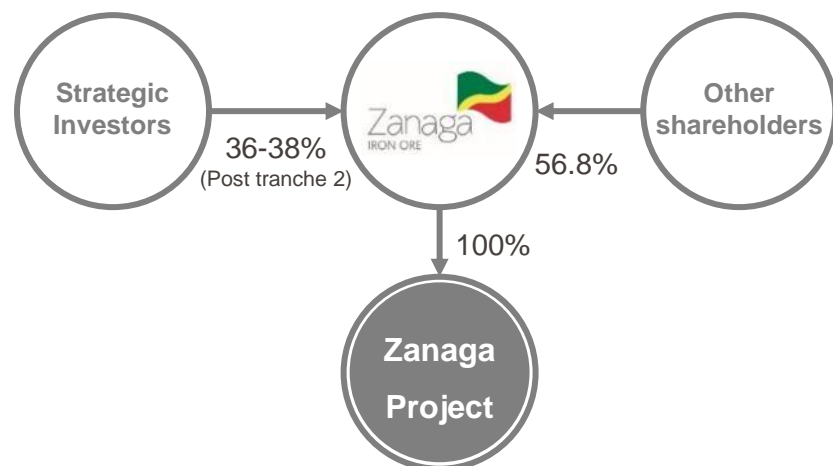 Strategic
Investors
36-38%
(Post tranche 2)
Zanaga
IRON ORE
56.8%
Other
shareholders
100%
Zanaga
Project